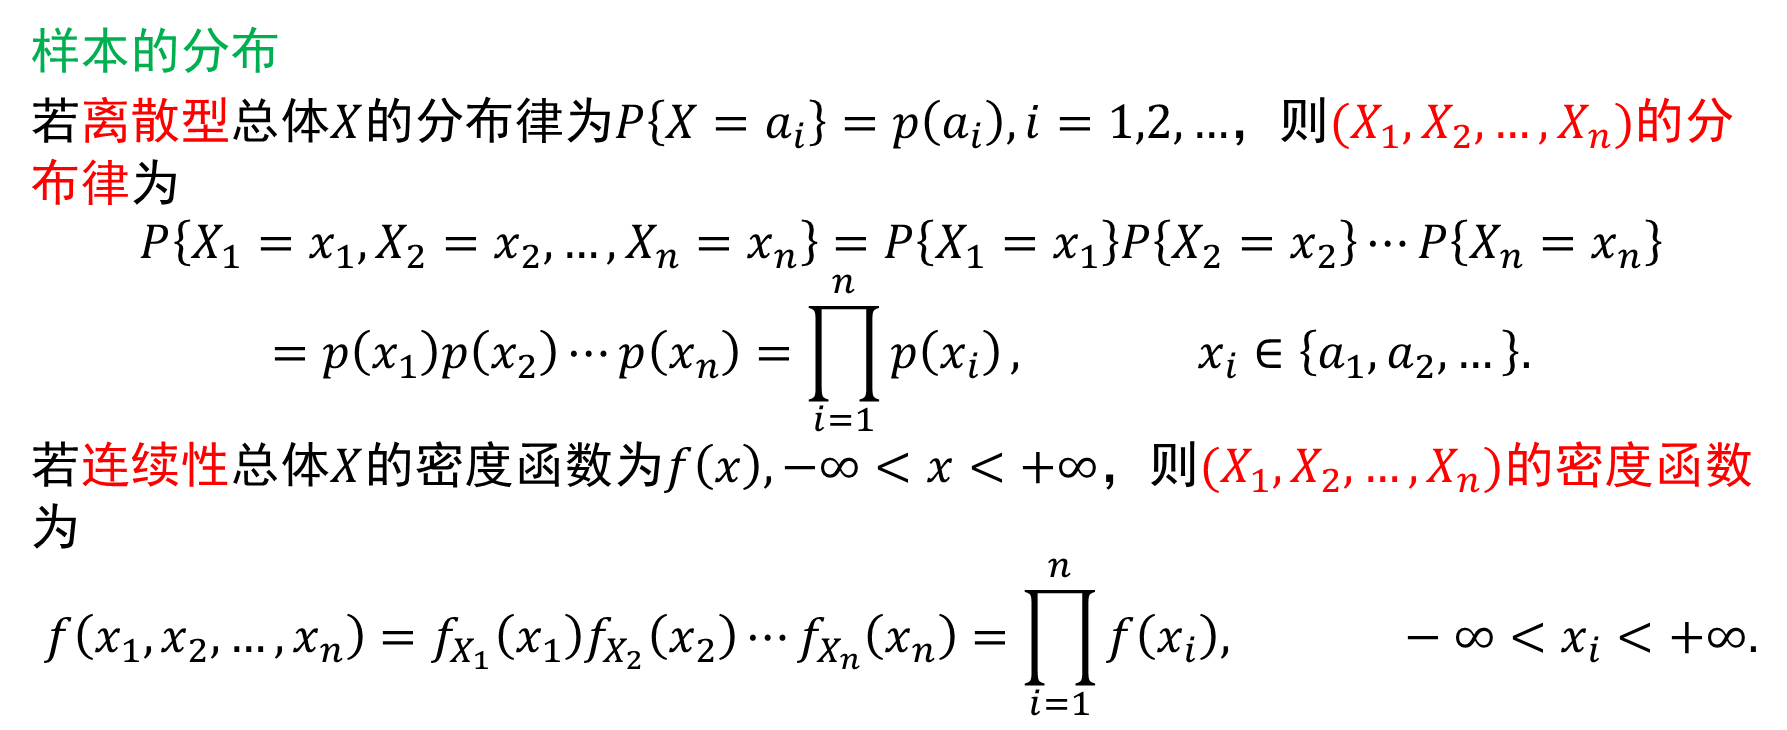 样本的分布
若离散型总体X的分布律为P{X = a_i} = p(a_i), i = 1,2, …，则(X_1, X_2, … , X_n)的分
布律为
P{X_1 = x_1, X_2 = x_2, … , X_n = x_n} = P{X_1 = x_1}P{X_2 = x_2} ⋯ P{X_n = x_n}
= p(x_1)p(x_2) ⋯ p(x_n) = ∏_{i=1}^{n} p(x_i) , x_i ∈ {a_1, a_2, … }.
若连续性总体X的密度函数为f(x), −∞ < x < +∞，则(X_1, X_2, … , X_n)的密度函数
为
f(x_1, x_2, … , x_n) = f_{X_1}(x_1)f_{X_2}(x_2) ⋯ f_{X_n}(x_n) = ∏_{i=1}^{n} f(x_i), − ∞ < x_i < +∞.